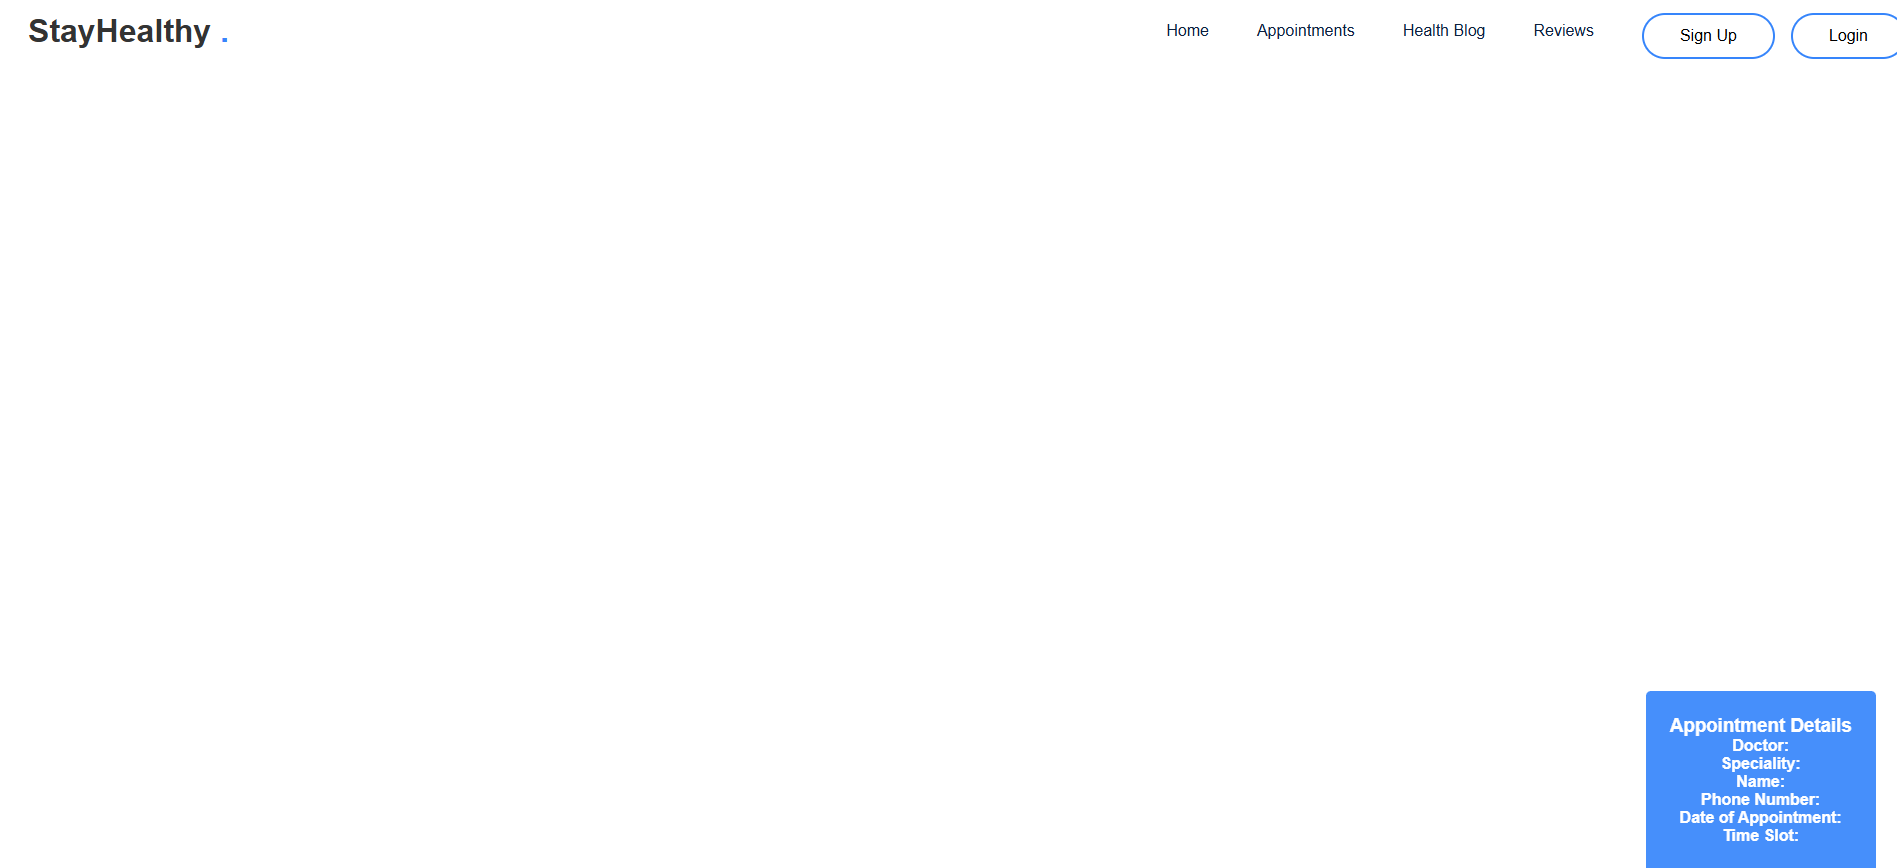 StayHealthy .
Home Appointments Health Blog Reviews Sign Up Login
Appointment Details
Doctor:
Speciality:
Name:
Phone Number:
Date of Appointment:
Time Slot: